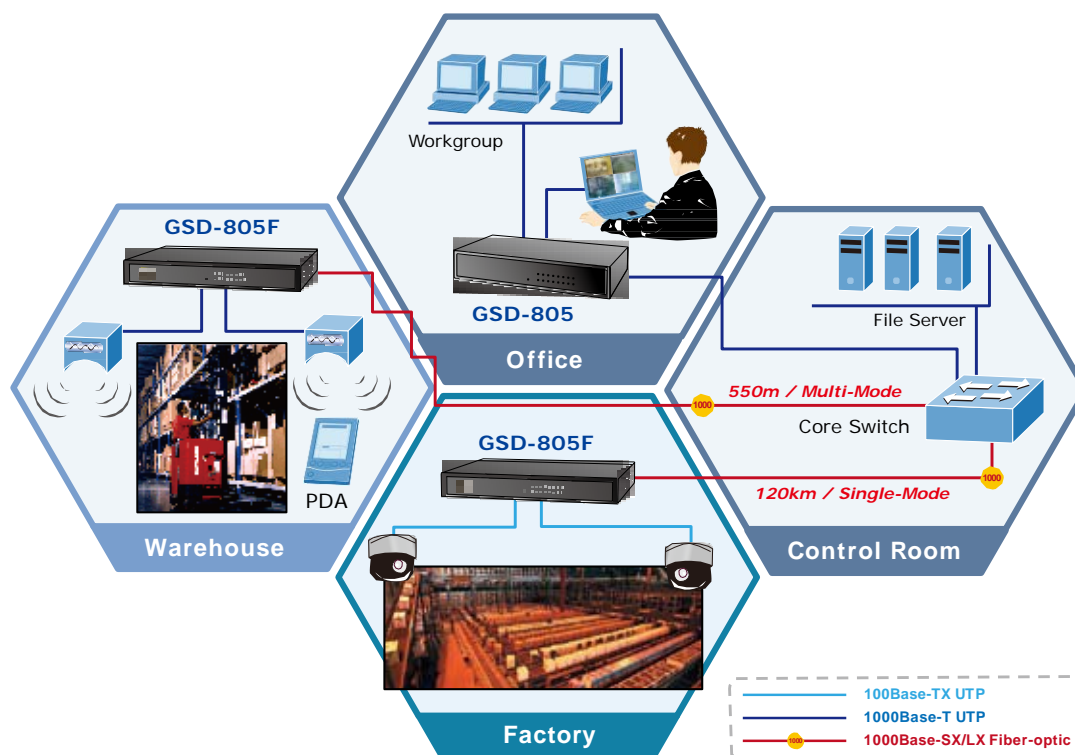 Workgroup
GSD-805
Office
GSD-805F
PDA
Warehouse
File Server
550m / Multi-Mode
1000
Core Switch
120km / Single-Mode
1000
Control Room
GSD-805F
Factory
100Base-TX UTP
1000Base-T UTP
1000
1000Base-SX/LX Fiber-optic